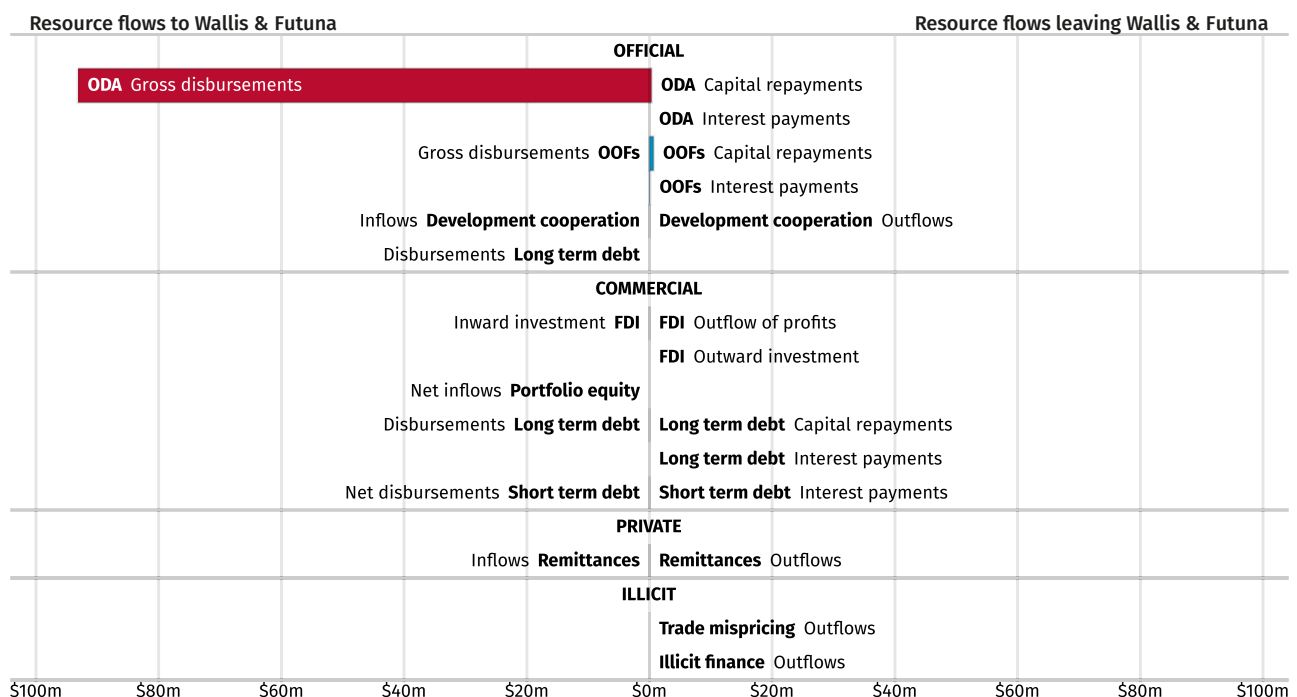 Resource flows to Wallis & Futuna Resource flows leaving Wallis & Futuna
OFFICIAL
ODA Gross disbursements ODA Capital repayments
ODA Interest payments
Gross disbursements OOFs OOFs Capital repayments
OOFs Interest payments
Inflows Development cooperation Development cooperation Outflows
Disbursements Long term debt
COMMERCIAL
Inward investment FDI FDI Outflow of profits
FDI Outward investment
Net inflows Portfolio equity
Disbursements Long term debt Long term debt Capital repayments
Long term debt Interest payments
Net disbursements Short term debt Short term debt Interest payments
PRIVATE
Inflows Remittances Remittances Outflows
ILLICIT
Trade mispricing Outflows
Illicit finance Outflows
$100m $80m $60m $40m $20m $0m $20m $40m $60m $80m $100m